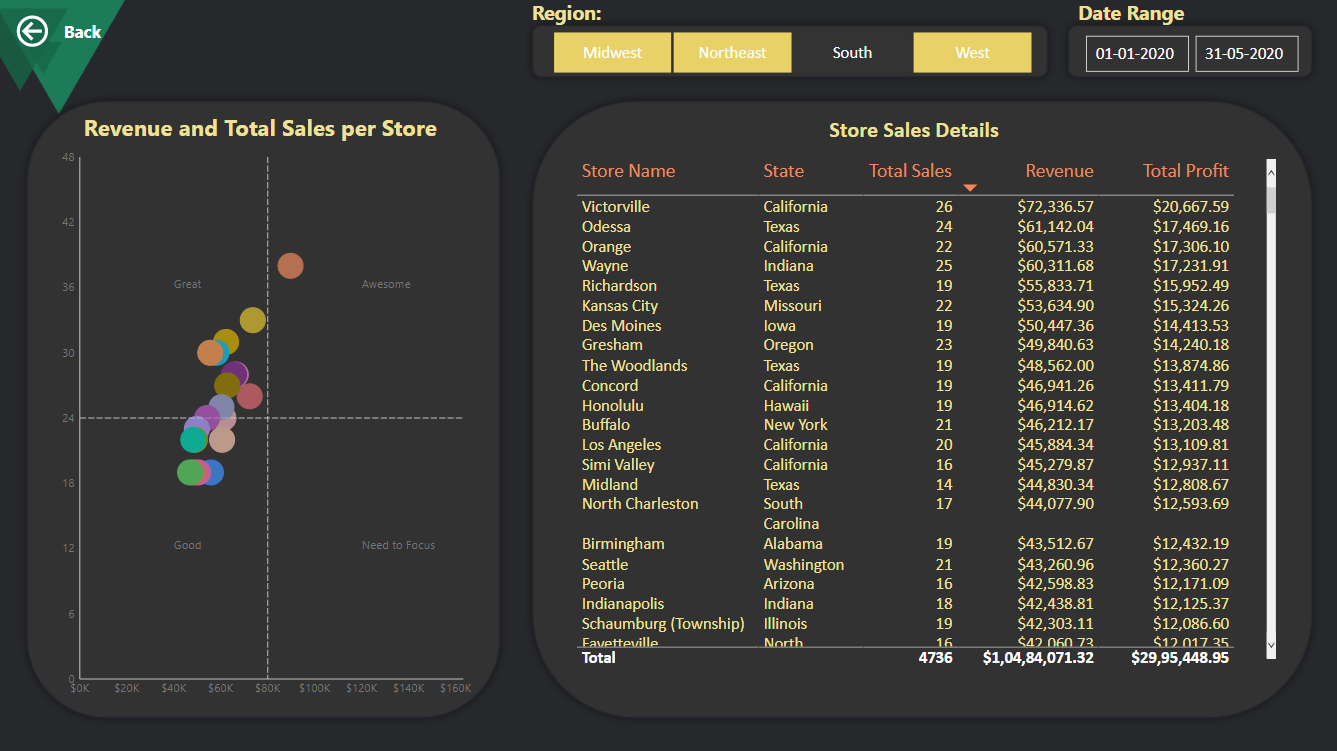 Back
Region:
Midwest Northeast South West
Date Range
01-01-2020 31-05-2020
Revenue and Total Sales per Store
48
42
36
30
24
18
12
6
0
Great Awesome
Good Need to Focus
$0K $20K $40K $60K $80K $100K $120K $140K $160K
Store Sales Details
Store Name State Total Sales Revenue Total Profit
Victorville California 26 $72,336.57 $20,667.59
Odessa Texas 24 $61,142.04 $17,469.16
Orange California 22 $60,571.33 $17,306.10
Wayne Indiana 25 $60,311.68 $17,231.91
Richardson Texas 19 $55,833.71 $15,952.49
Kansas City Missouri 22 $53,634.90 $15,324.26
Des Moines Iowa 19 $50,447.36 $14,413.53
Gresham Oregon 23 $49,840.63 $14,240.18
The Woodlands Texas 19 $48,562.00 $13,874.86
Concord California 19 $46,941.26 $13,411.79
Honolulu Hawaii 19 $46,914.62 $13,404.18
Buffalo New York 21 $46,212.17 $13,203.48
Los Angeles California 20 $45,884.34 $13,109.81
Simi Valley California 16 $45,279.87 $12,937.11
Midland Texas 14 $44,830.34 $12,808.67
North Charleston South 17 $44,077.90 $12,593.69
Carolina
Birmingham Alabama 19 $43,512.67 $12,432.19
Seattle Washington 21 $43,260.96 $12,360.27
Peoria Arizona 16 $42,598.83 $12,171.09
Indianapolis Indiana 18 $42,438.81 $12,125.37
Schaumburg (Township) Illinois 19 $42,303.11 $12,086.60
Fayetteville North 16 $42,060.73 $12,017.35
Total 4736 $1,04,84,071.32 $29,95,448.95